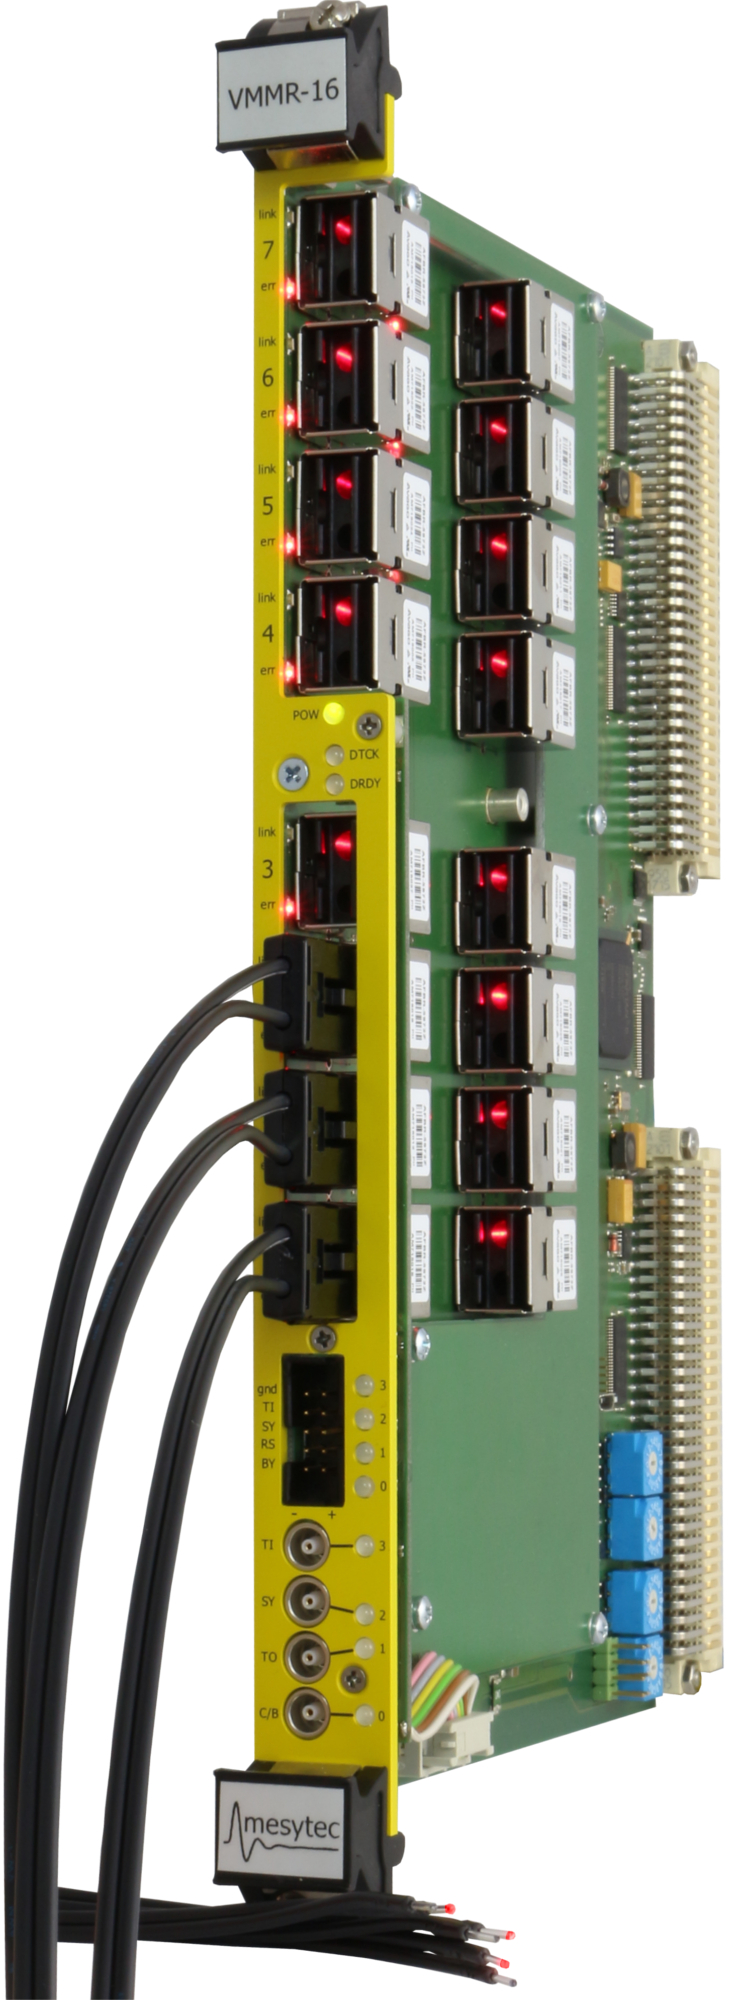 VMMR-16
link
7
err
link
6
err
link
5
err
link
4
err
POW
DTCK
DRDY
link
3
err
gnd
TI
SY
RS
BY
3
2
1
0
- +
TI 3
SY 2
TO 1
C/B 0
mesytec